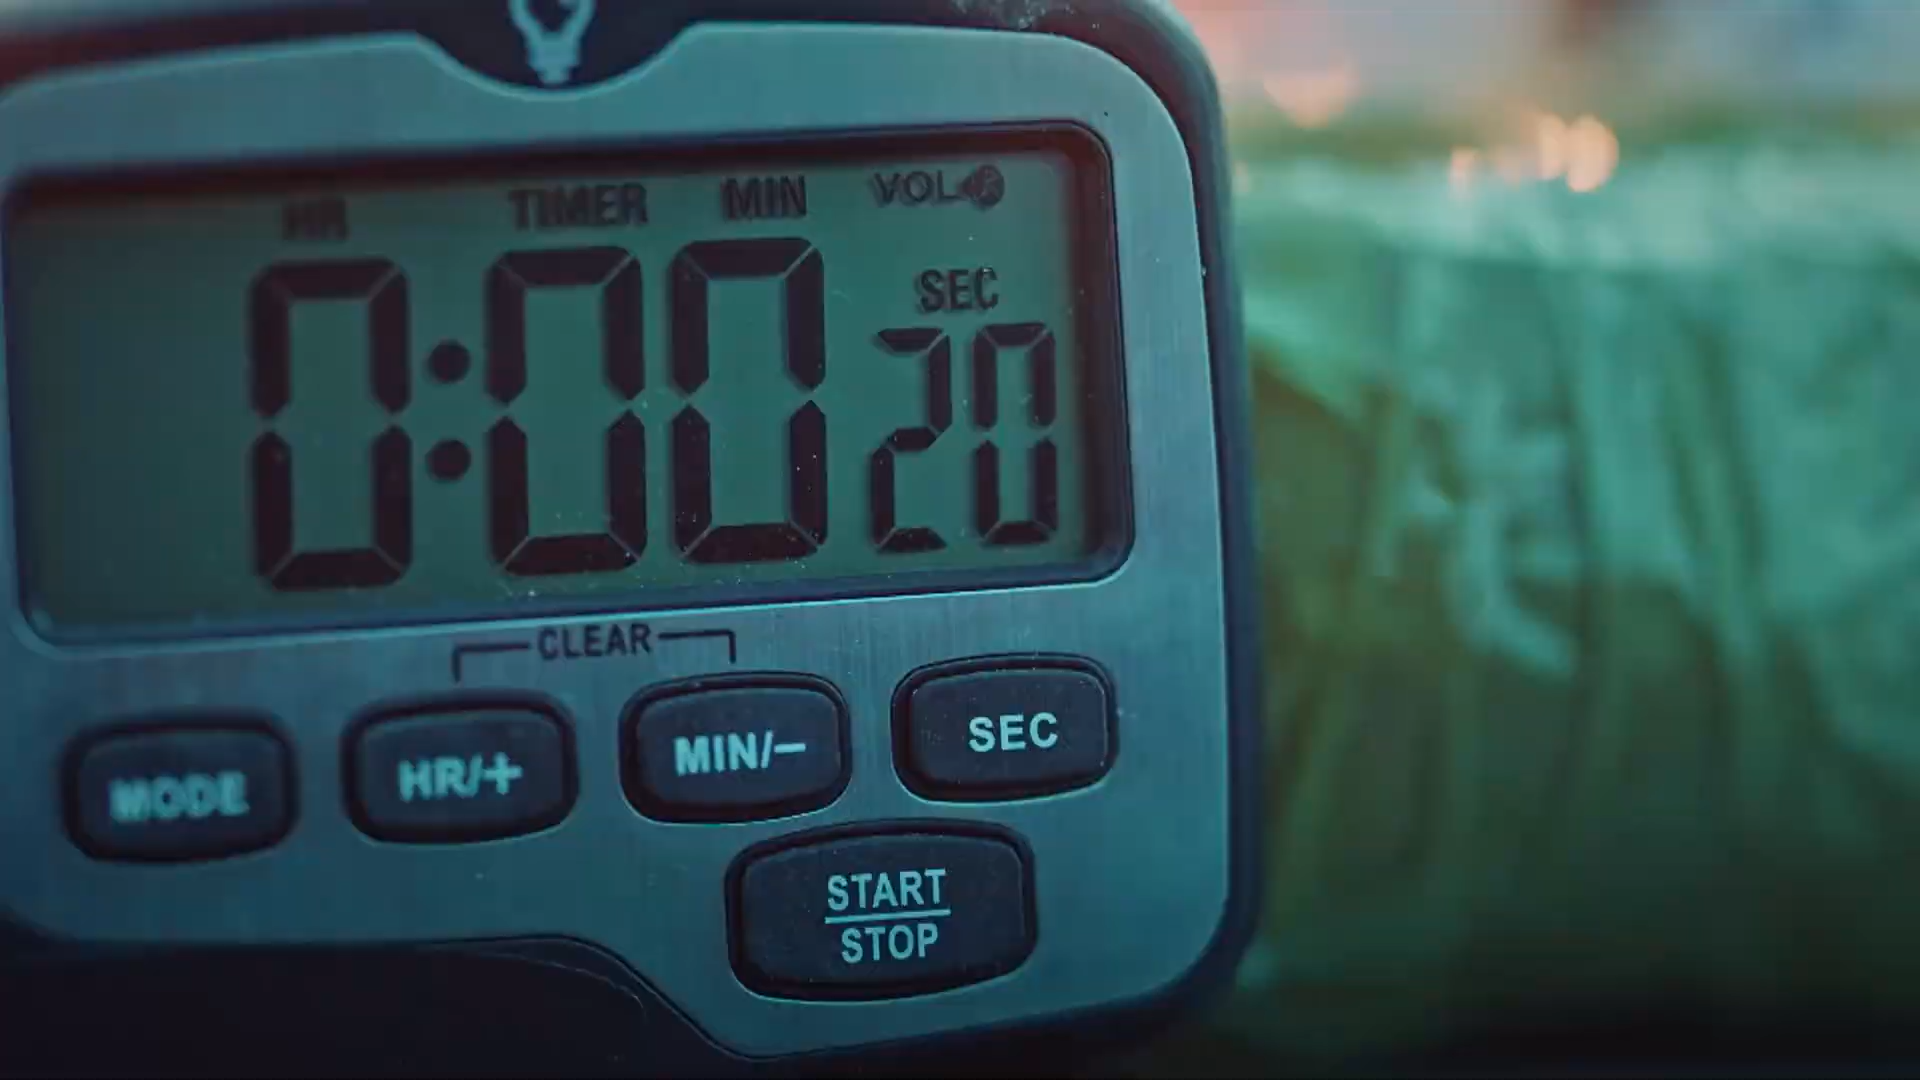 HR TIMER MIN VOL
SEC
0:00 20
CLEAR
MODE HR/+ MIN/− SEC
START
STOP